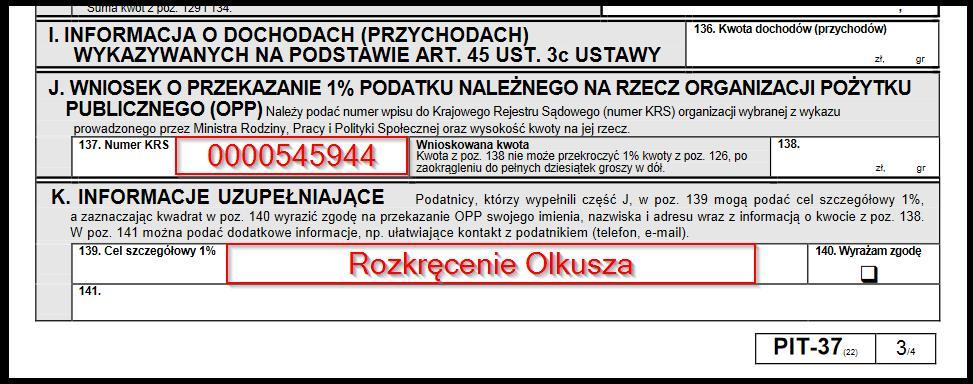 Suma kwot z poz. 129 i 134.
I. INFORMACJA O DOCHODACH (PRZYCHODACH)
WYKAZYWANYCH NA PODSTAWIE ART. 45 UST. 3c USTAWY
136. Kwota dochodów (przychodów)
zł, gr
J. WNIOSEK O PRZEKAZANIE 1% PODATKU NALEŻNEGO NA RZECZ ORGANIZACJI POŻYTKU
PUBLICZNEGO (OPP) Należy podać numer wpisu do Krajowego Rejestru Sądowego (numer KRS) organizacji wybranej z wykazu
prowadzonego przez Ministra Rodziny, Pracy i Polityki Społecznej oraz wysokość kwoty na jej rzecz.
137. Numer KRS
0000545944
Wnioskowana kwota
Kwota z poz. 138 nie może przekroczyć 1% kwoty z poz. 126, po
zaokrągleniu do pełnych dziesiątek groszy w dół.
138.
zł, gr
K. INFORMACJE UZUPEŁNIAJĄCE Podatnicy, którzy wypełnili część J, w poz. 139 mogą podać cel szczegółowy 1%,
a zaznaczając kwadrat w poz. 140 wyrazić zgodę na przekazanie OPP swojego imienia, nazwiska i adresu wraz z informacją o kwocie z poz. 138.
W poz. 141 można podać dodatkowe informacje, np. ułatwiające kontakt z podatnikiem (telefon, e-mail).
139. Cel szczegółowy 1%
Rozkręcenie Olkusza
140. Wyrażam zgodę
141.
PIT-37 (22) 3/4